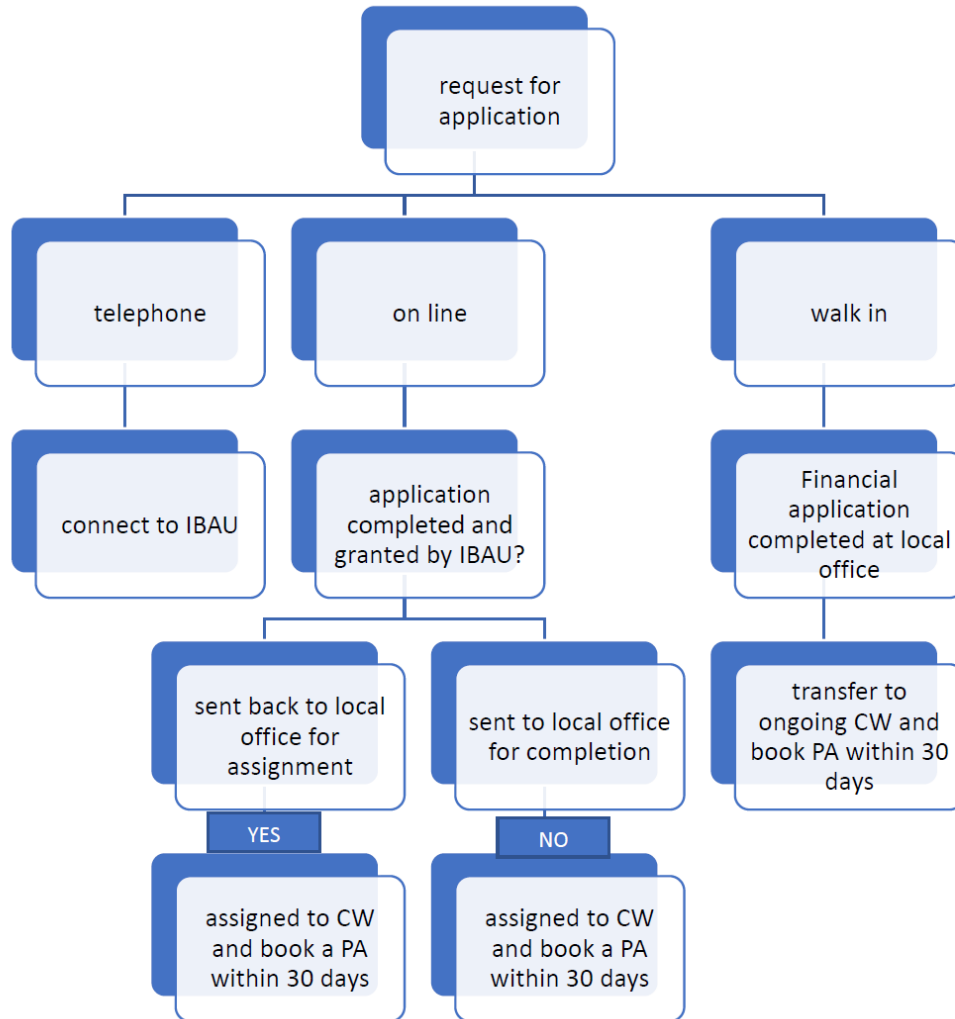 request for
application
telephone
on line
walk in
connect to IBAU
application
completed and
granted by IBAU?
Financial
application
completed at local
office
sent back to local
office for
assignment
sent to local office
for completion
transfer to
ongoing CW and
book PA within 30
days
YES
NO
assigned to CW
and book a PA
within 30 days
assigned to CW
and book a PA
within 30 days